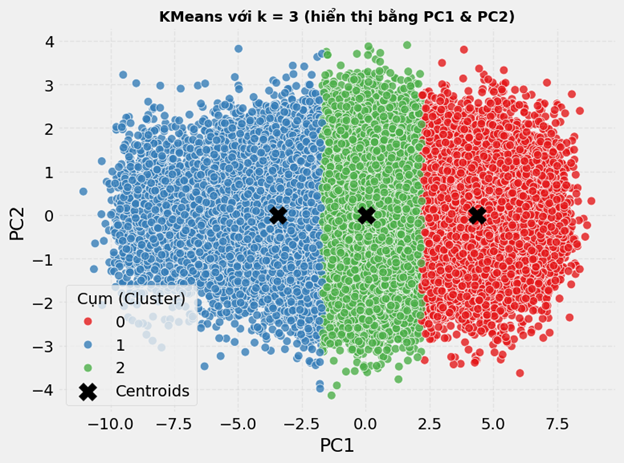 KMeans với k = 3 (hiển thị bằng PC1 & PC2)
4
3
2
1
0
−1
−2
−3
−4
PC2
Cụm (Cluster)
0
1
2
Centroids
−10.0 −7.5 −5.0 −2.5 0.0 2.5 5.0 7.5
PC1